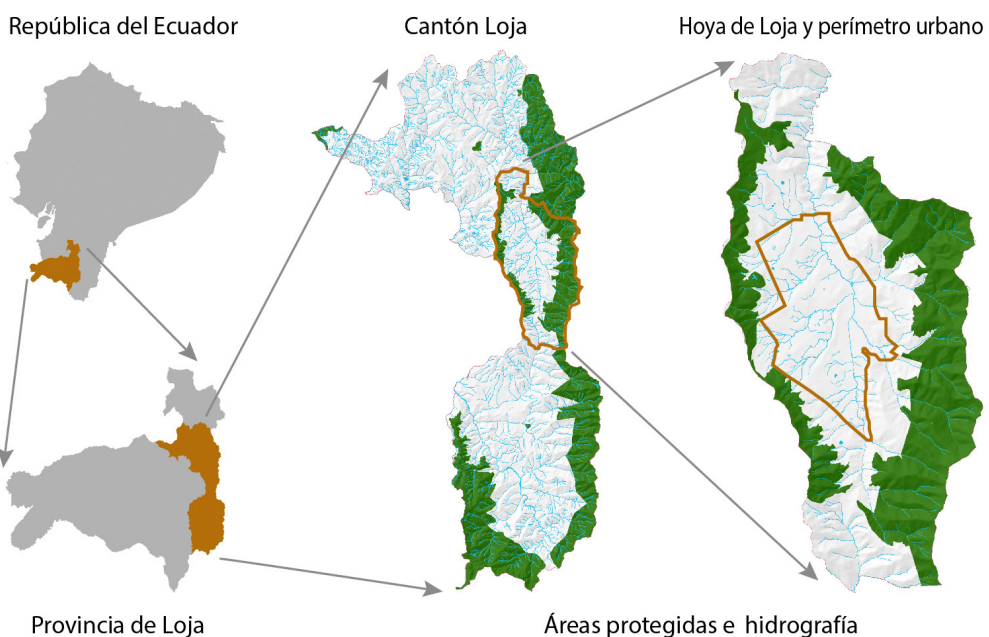 República del Ecuador
Cantón Loja
Hoya de Loja y perímetro urbano
Provincia de Loja
Áreas protegidas e hidrografía